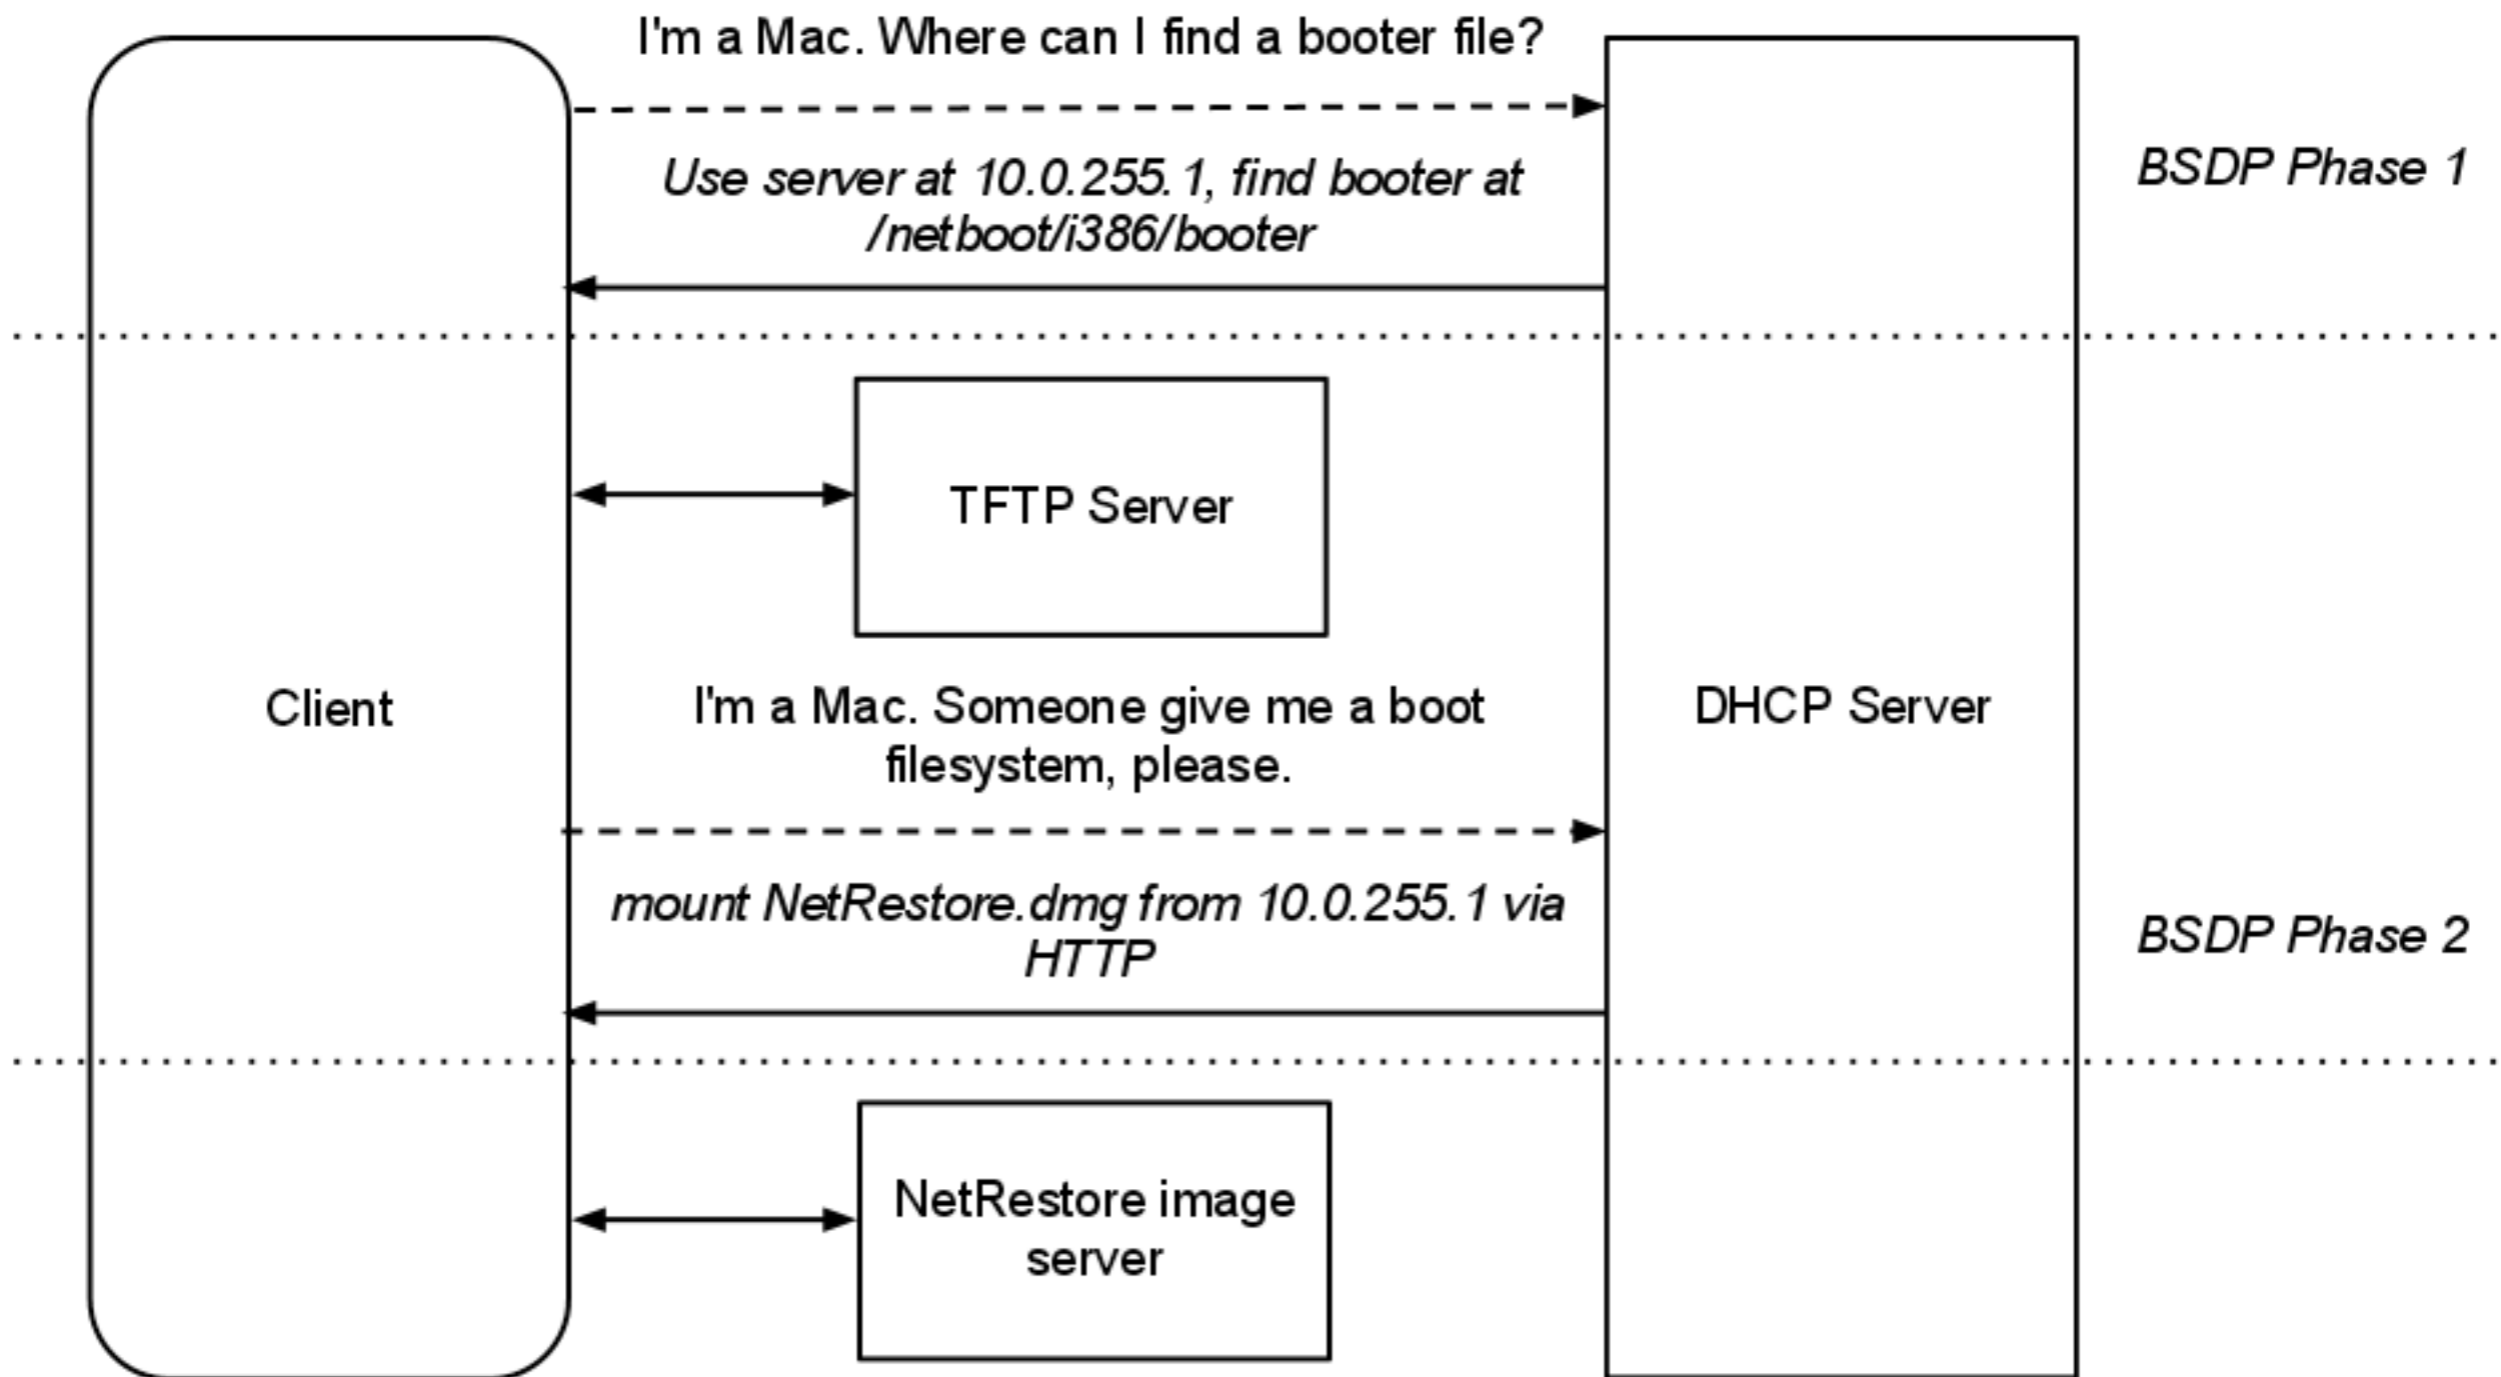 I'm a Mac. Where can I find a booter file?
Use server at 10.0.255.1, find booter at
/netboot/i386/booter
BSDP Phase 1
TFTP Server
Client
I'm a Mac. Someone give me a boot
filesystem, please.
DHCP Server
mount NetRestore.dmg from 10.0.255.1 via
HTTP
BSDP Phase 2
NetRestore image
server